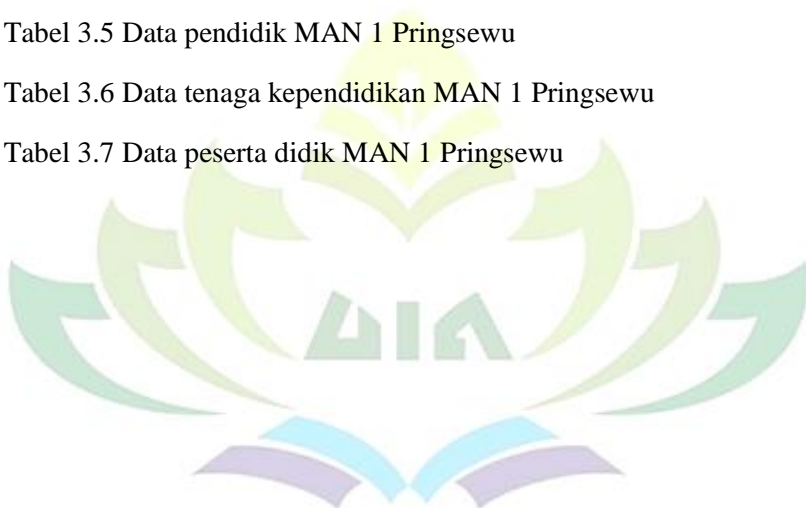 Tabel 3.5 Data pendidik MAN 1 Pringsewu
Tabel 3.6 Data tenaga kependidikan MAN 1 Pringsewu
Tabel 3.7 Data peserta didik MAN 1 Pringsewu
UIN